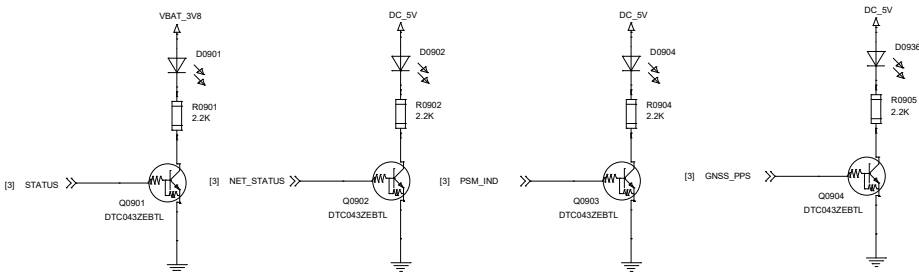 VBAT_3V8
D0901
R0901
2.2K
[3] STATUS
Q0901
DTC043ZEBTL
DC_5V
D0902
R0902
2.2K
[3] NET_STATUS
Q0902
DTC043ZEBTL
DC_5V
D0904
R0904
2.2K
[3] PSM_IND
Q0903
DTC043ZEBTL
DC_5V
D0936
R0905
2.2K
[3] GNSS_PPS
Q0904
DTC043ZEBTL